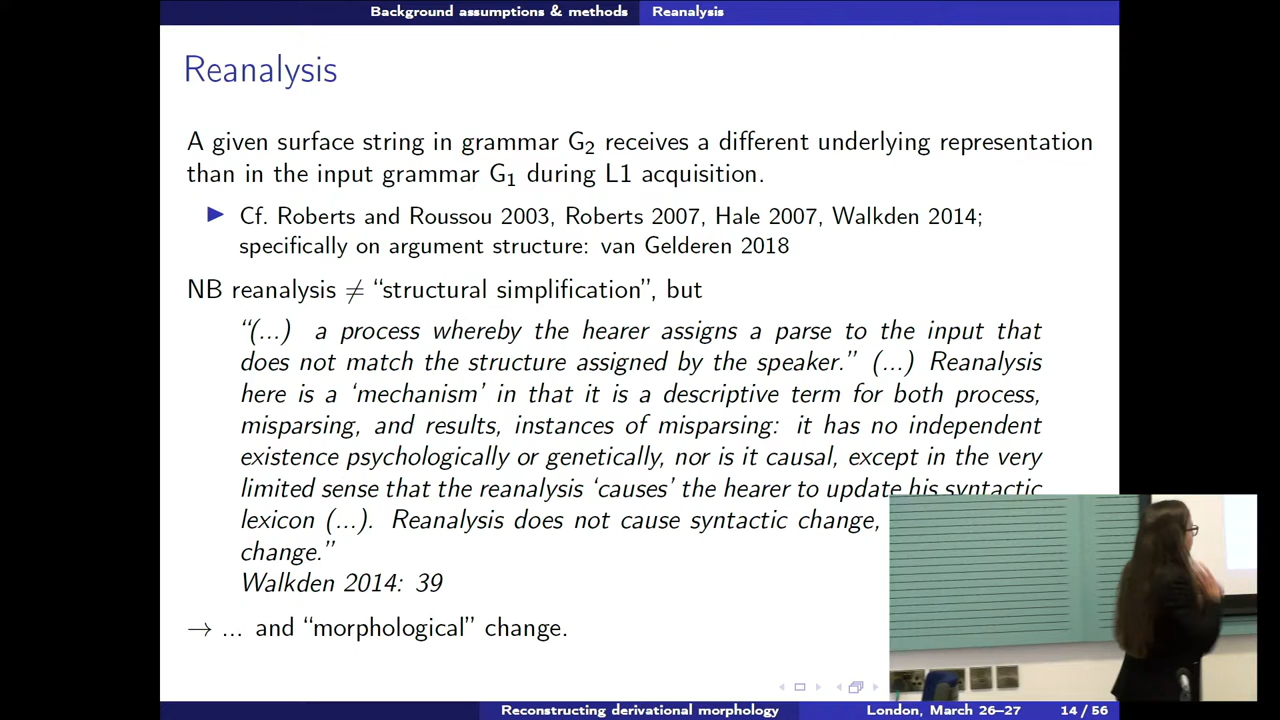 Background assumptions & methods Reanalysis
Reanalysis
A given surface string in grammar G₂ receives a different underlying representation
than in the input grammar G₁ during L1 acquisition.
▶ Cf. Roberts and Roussou 2003, Roberts 2007, Hale 2007, Walkden 2014;
specifically on argument structure: van Gelderen 2018
NB reanalysis ≠ “structural simplification”, but
“(...) a process whereby the hearer assigns a parse to the input that
does not match the structure assigned by the speaker.” (...) Reanalysis
here is a ‘mechanism’ in that it is a descriptive term for both process,
misparsing, and results, instances of misparsing: it has no independent
existence psychologically or genetically, nor is it causal, except in the very
limited sense that the reanalysis ‘causes’ the hearer to update his syntactic
lexicon (...). Reanalysis does not cause syntactic change,
change.”
Walkden 2014: 39
→ ... and “morphological” change.
Reconstructing derivational morphology London, March 26–27 14 / 56